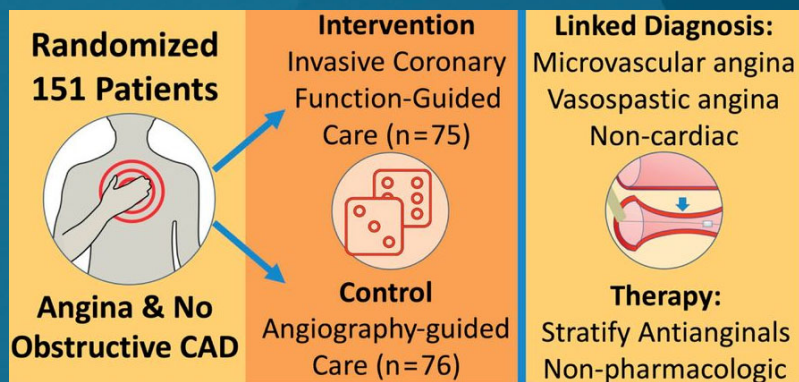 Randomized
151 Patients
Angina & No
Obstructive CAD
Intervention
Invasive Coronary
Function-Guided
Care (n=75)
Control
Angiography-guided
Care (n=76)
Linked Diagnosis:
Microvascular angina
Vasospastic angina
Non-cardiac
Therapy:
Stratify Antianginals
Non-pharmacologic